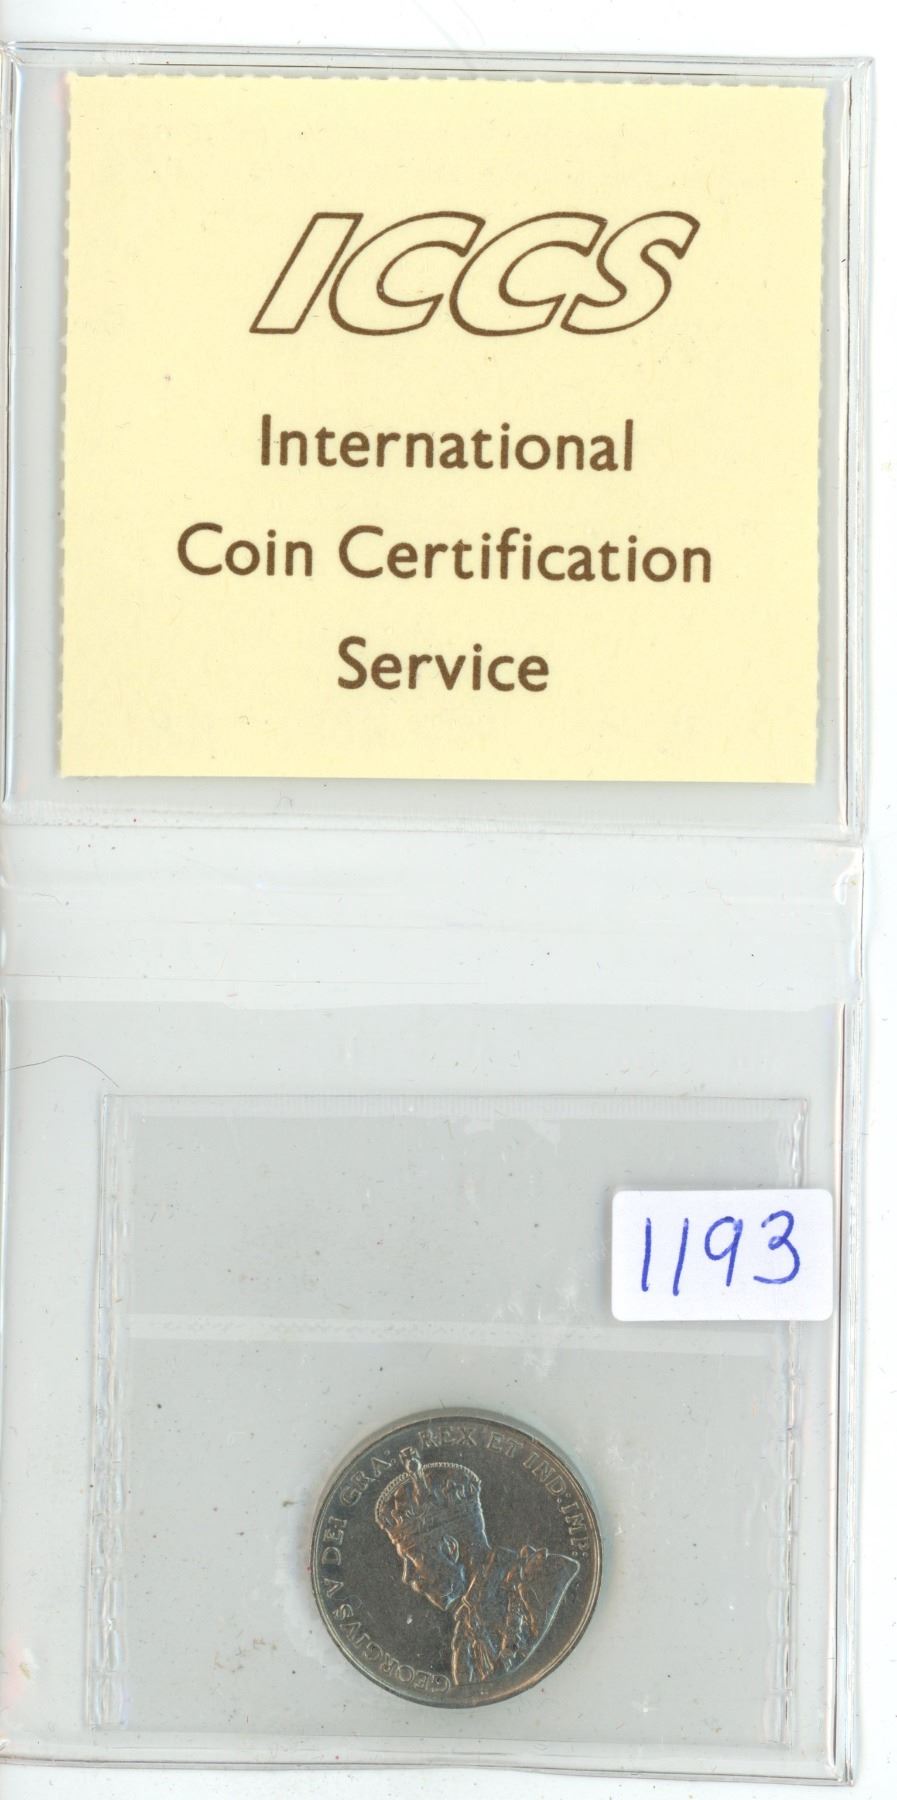 ICCS
International
Coin Certification
Service
1193
GEORGIVS V DEI GRA: REX ET IND: IMP: